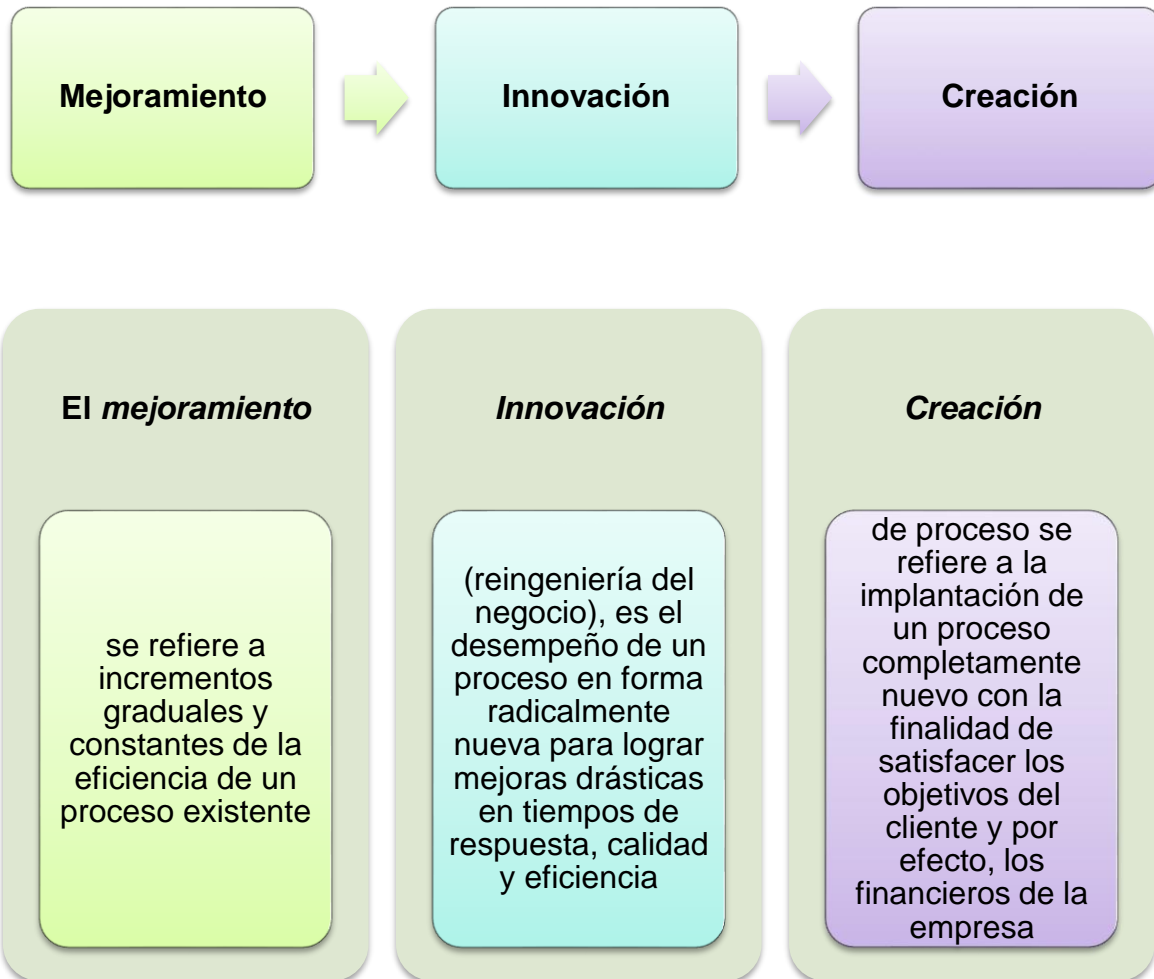 Mejoramiento
Innovación
Creación
El mejoramiento
se refiere a
incrementos
graduales y
constantes de la
eficiencia de un
proceso existente
Innovación
(reingeniería del
negocio), es el
desempeño de un
proceso en forma
radicalmente
nueva para lograr
mejoras drásticas
en tiempos de
respuesta, calidad
y eficiencia
Creación
de proceso se
refiere a la
implantación de
un proceso
completamente
nuevo con la
finalidad de
satisfacer los
objetivos del
cliente y por
efecto, los
financieros de la
empresa